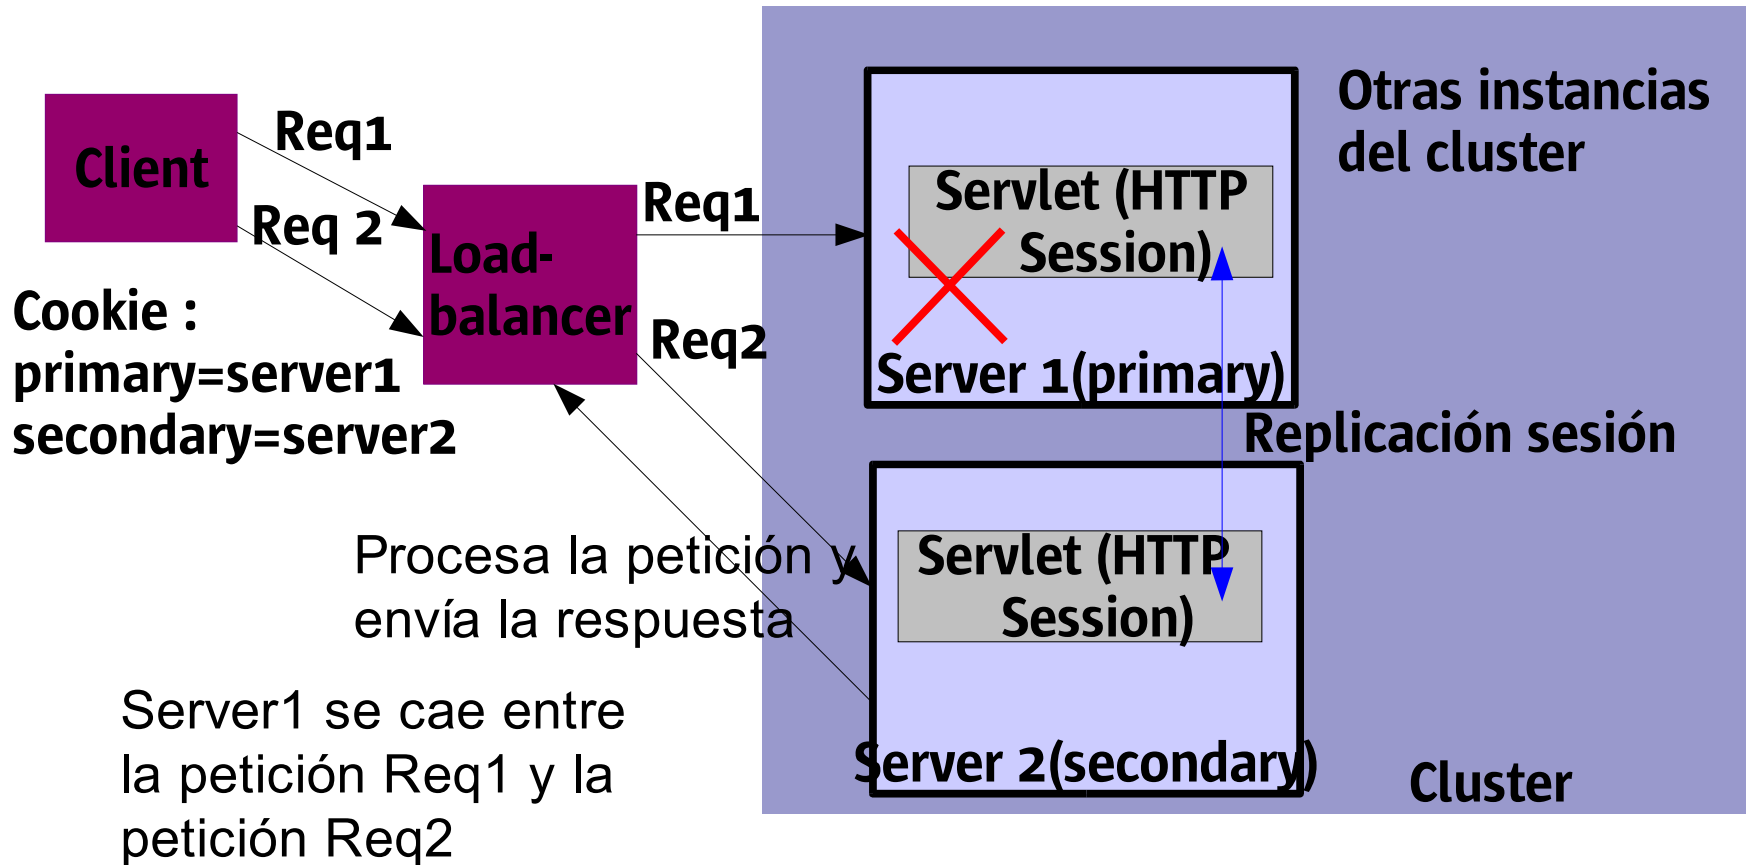 Client
Req1
Req 2
Cookie :
primary=server1
secondary=server2
Load-
balancer
Req1
Req2
Servlet (HTTP
Session)
Server 1(primary)
Otras instancias
del cluster
Replicación sesión
Servlet (HTTP
Session)
Server 2(secondary)
Cluster
Procesa la petición y
envía la respuesta
Server1 se cae entre
la petición Req1 y la
petición Req2